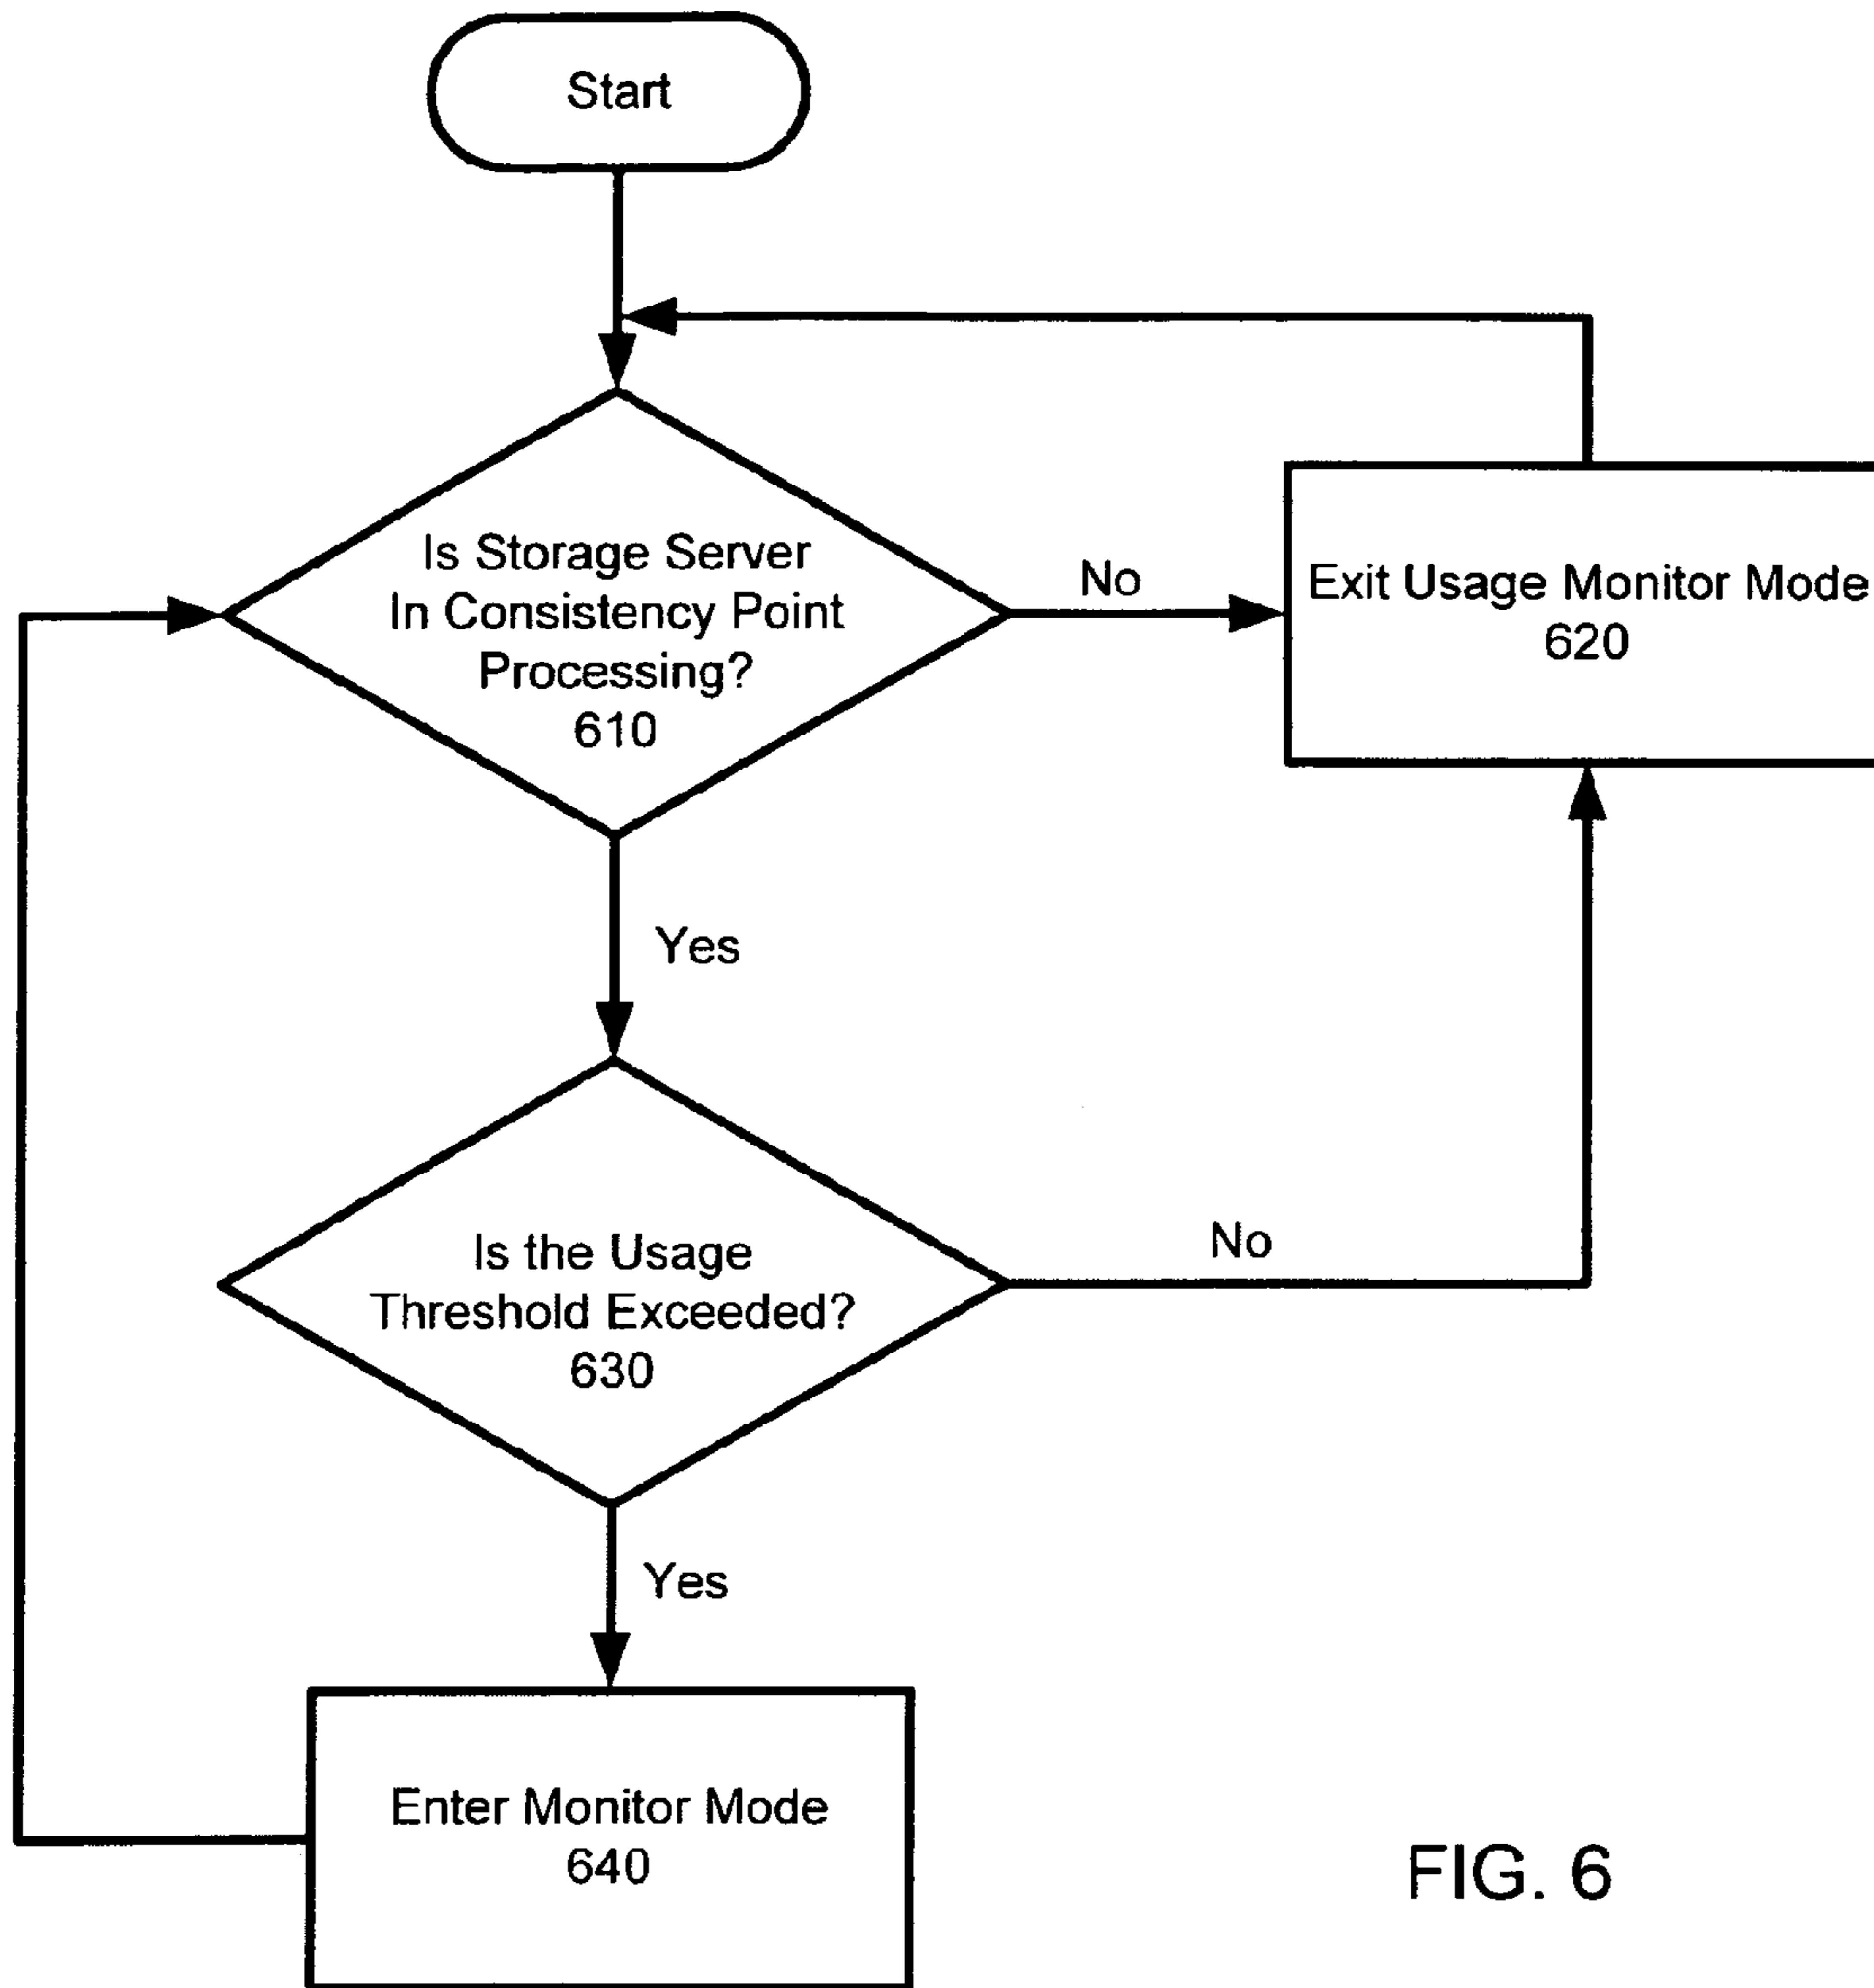 Start
Is Storage Server
In Consistency Point
Processing?
610
No
Exit Usage Monitor Mode
620
Yes
Is the Usage
Threshold Exceeded?
630
No
Yes
Enter Monitor Mode
640
FIG. 6